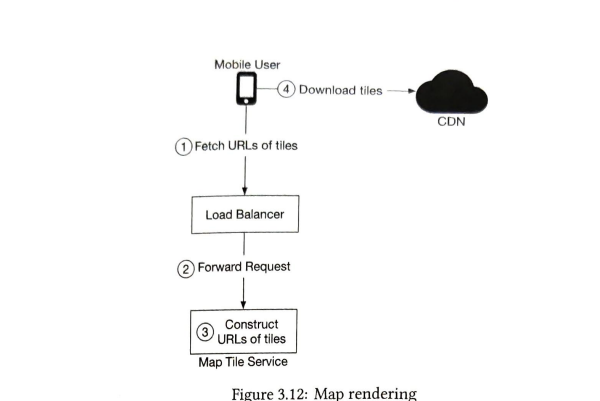 Mobile User
4 Download tiles
CDN
1 Fetch URLs of tiles
Load Balancer
2 Forward Request
3 Construct
URLs of tiles
Map Tile Service
Figure 3.12: Map rendering